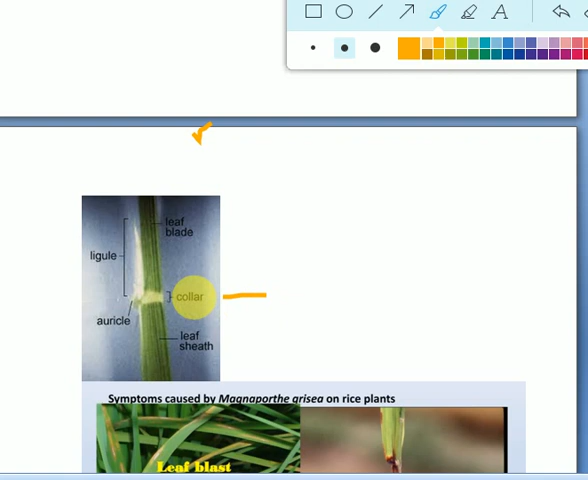 A
leaf
blade
ligule
collar
auricle
leaf
sheath
Symptoms caused by Magnaporthe grisea on rice plants
Leaf blast